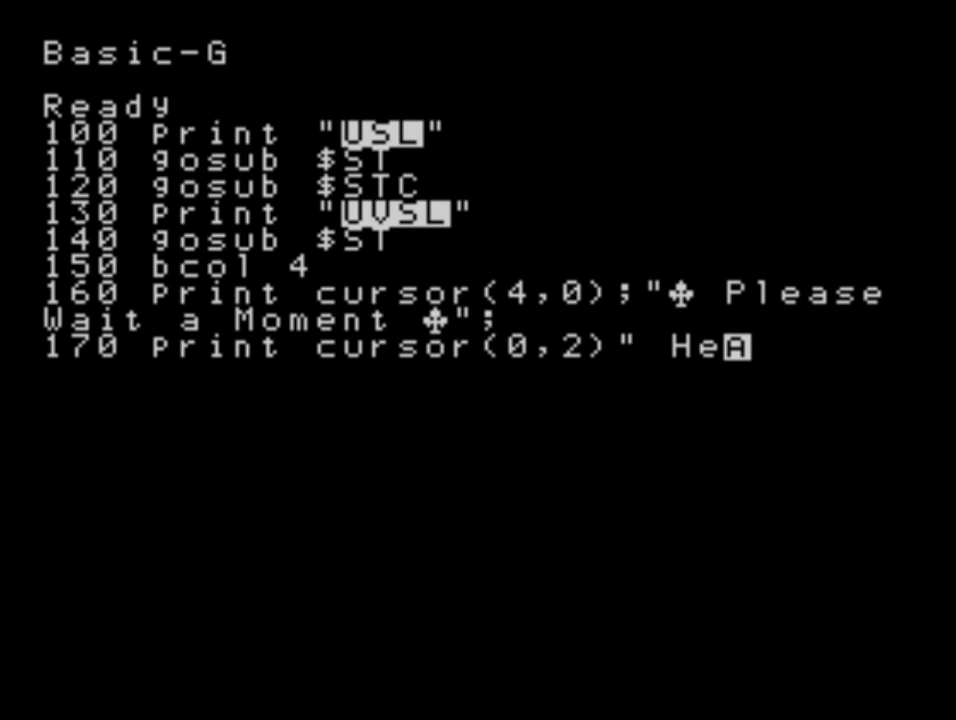 Basic-G
Ready
100 Print "USL"
110 gosub $ST
120 gosub $STC
130 Print "UVSL"
140 gosub $ST
150 bcol 4
160 Print cursor(4,0);"♣ Please
Wait a Moment ♣";
170 Print cursor(0,2)" HeA